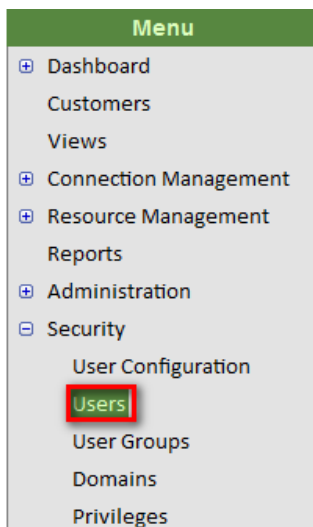 Menu
Dashboard
Customers
Views
Connection Management
Resource Management
Reports
Administration
Security
User Configuration
Users
User Groups
Domains
Privileges